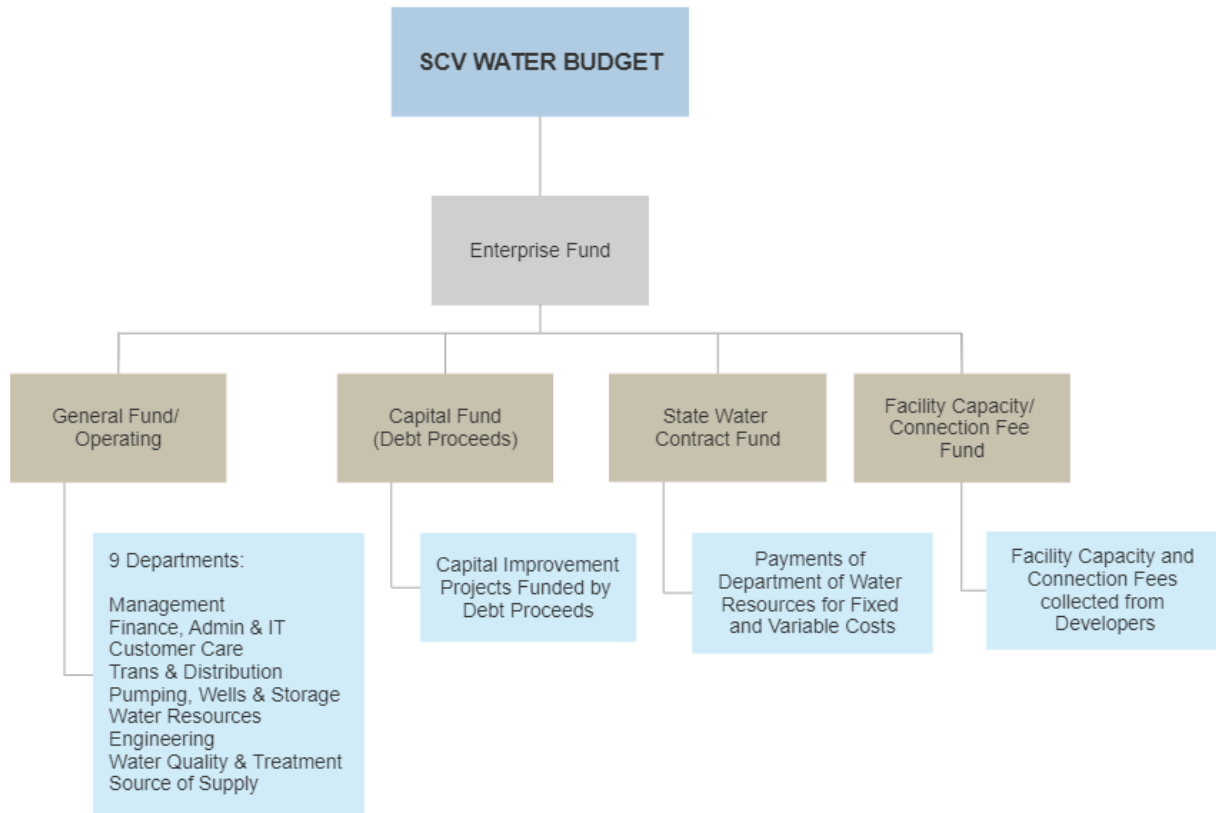 SCV WATER BUDGET
Enterprise Fund
General Fund/
Operating
Capital Fund
(Debt Proceeds)
State Water
Contract Fund
Facility Capacity/
Connection Fee
Fund
9 Departments:
Management
Finance, Admin & IT
Customer Care
Trans & Distribution
Pumping, Wells & Storage
Water Resources
Engineering
Water Quality & Treatment
Source of Supply
Capital Improvement
Projects Funded by
Debt Proceeds
Payments of
Department of Water
Resources for Fixed
and Variable Costs
Facility Capacity and
Connection Fees
collected from
Developers